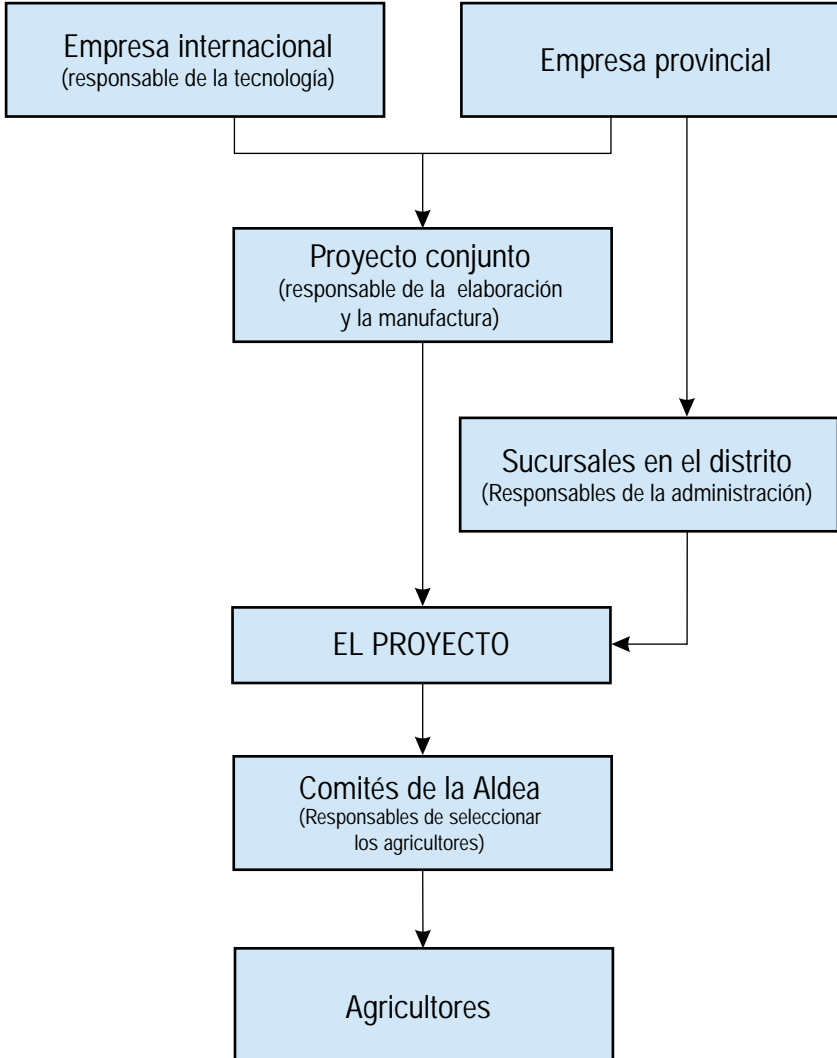 Empresa internacional
(responsable de la tecnología)
Empresa provincial
Proyecto conjunto
(responsable de la elaboración
y la manufactura)
Sucursales en el distrito
(Responsables de la administración)
EL PROYECTO
Comités de la Aldea
(Responsables de seleccionar
los agricultores)
Agricultores